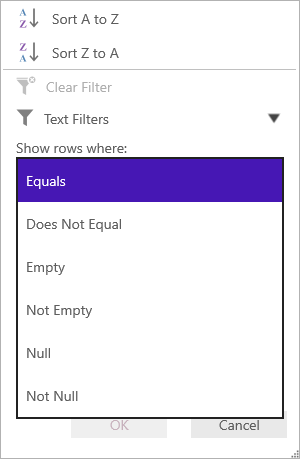 Sort A to Z
Sort Z to A
Clear Filter
Text Filters
Show rows where:
Equals
Does Not Equal
Empty
Not Empty
Null
Not Null
OK
Cancel